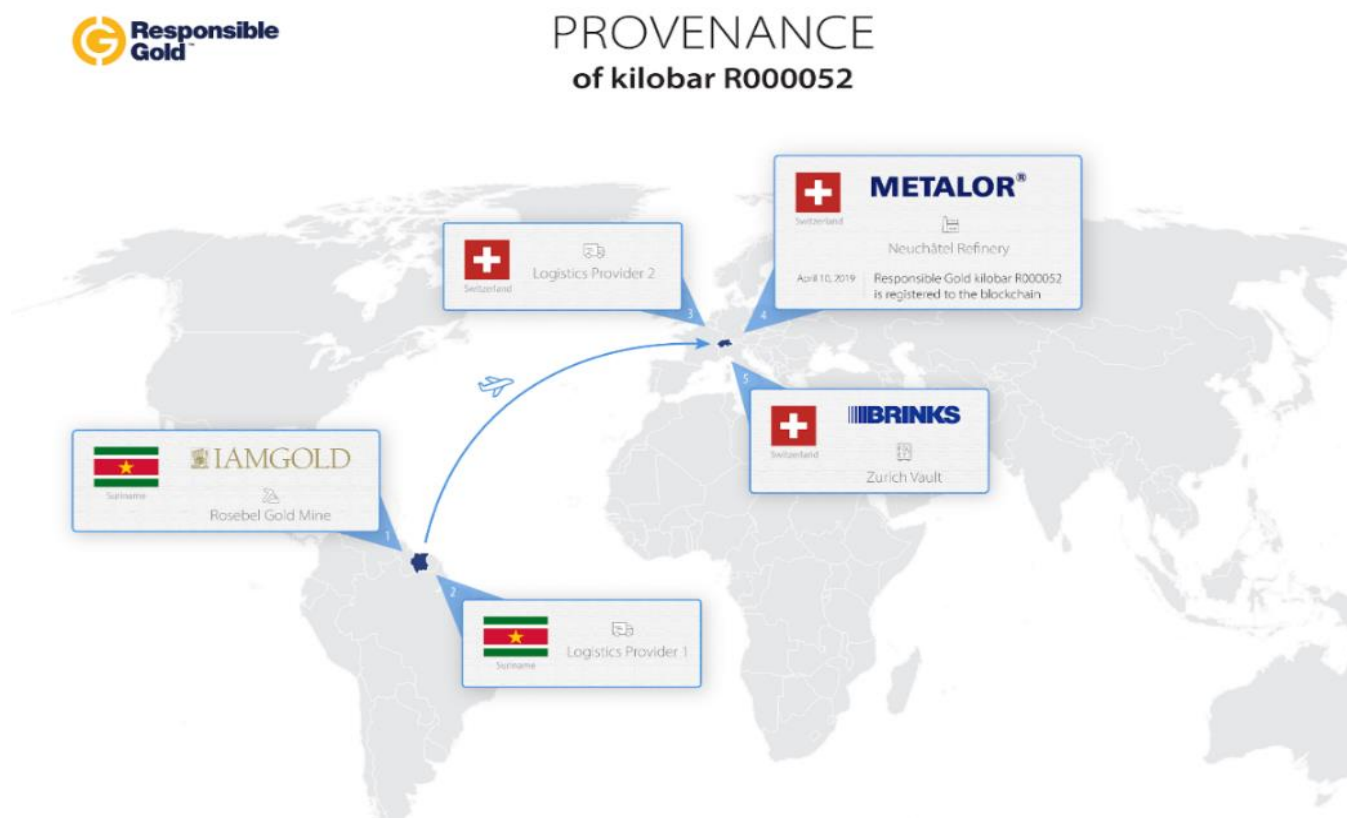 Responsible
Gold™
PROVENANCE
of kilobar R000052
METALOR®
Switzerland
Neuchâtel Refinery
April 10, 2019
Responsible Gold kilobar R000052
is registered to the blockchain
Switzerland
Logistics Provider 2
3
4
5
BRINKS
Switzerland
Zurich Vault
IAMGOLD
Suriname
Rosebel Gold Mine
1
2
Logistics Provider 1
Suriname